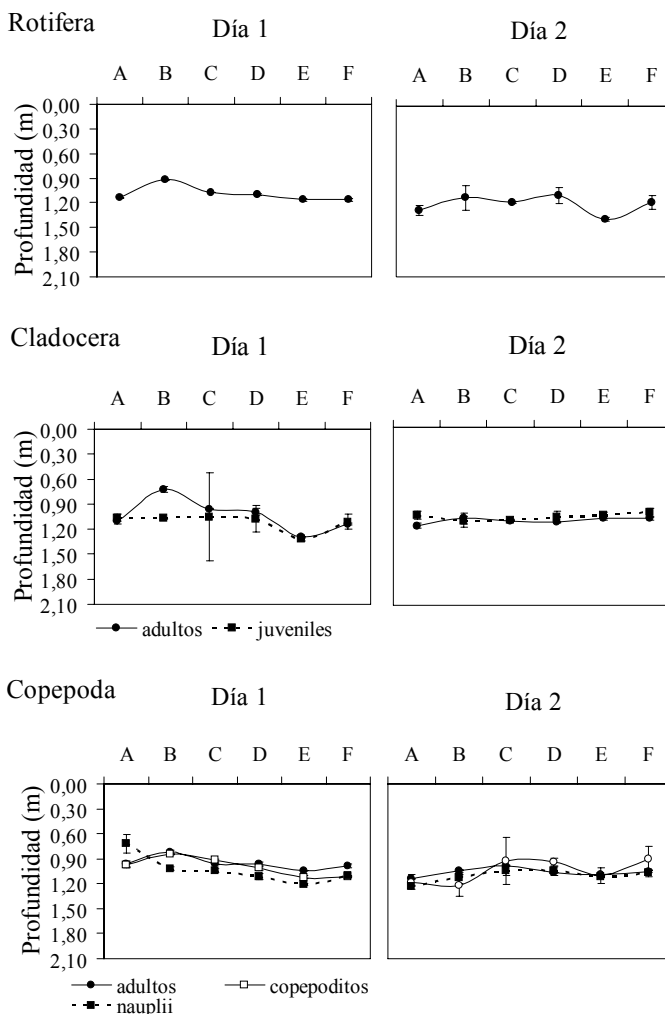 Rotifera
Día 1
Día 2
A B C D E F
A B C D E F
Profundidad (m)
0,00
0,30
0,60
0,90
1,20
1,50
1,80
2,10
Cladocera
Día 1
Día 2
A B C D E F
A B C D E F
Profundidad (m)
0,00
0,30
0,60
0,90
1,20
1,50
1,80
2,10
adultos juveniles
Copepoda
Día 1
Día 2
A B C D E F
A B C D E F
Profundidad (m)
0,00
0,30
0,60
0,90
1,20
1,50
1,80
2,10
adultos copepoditos
nauplii